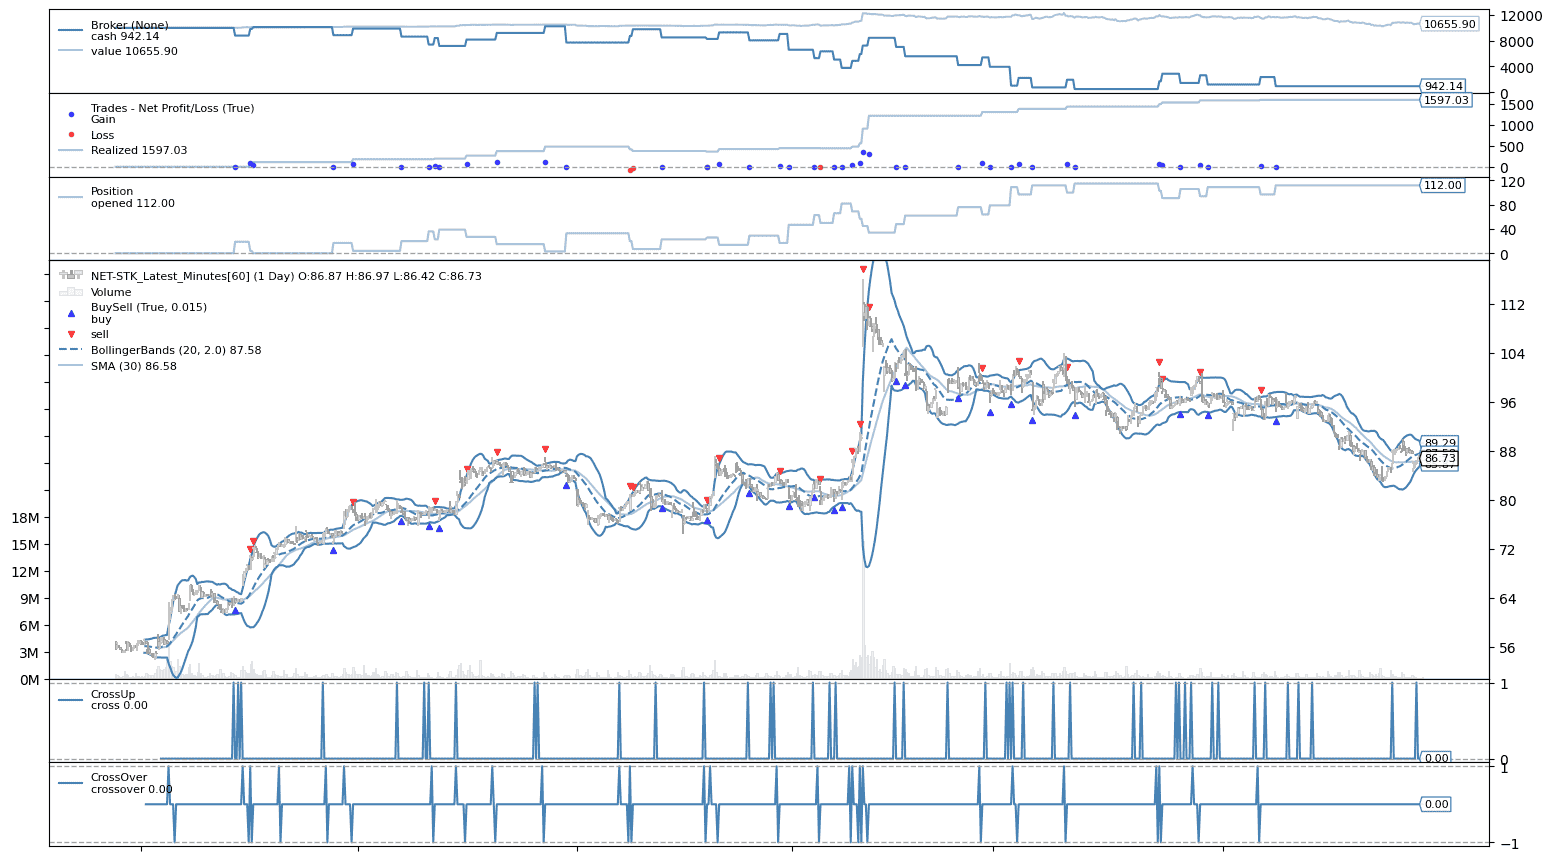 Broker (None)
cash 942.14
value 10655.90
10655.90
942.14
12000
8000
4000
0
Trades - Net Profit/Loss (True)
Gain
Loss
Realized 1597.03
1597.03
1500
1000
500
0
Position
opened 112.00
112.00
120
80
40
0
NET-STK_Latest_Minutes[60] (1 Day) O:86.87 H:86.97 L:86.42 C:86.73
Volume
BuySell (True, 0.015)
buy
sell
BollingerBands (20, 2.0) 87.58
SMA (30) 86.58
112
104
96
88
80
72
64
56
89.29
86.73
18M
15M
12M
9M
6M
3M
0M
CrossUp
cross 0.00
1
0
0.00
CrossOver
crossover 0.00
1
0.00
−1